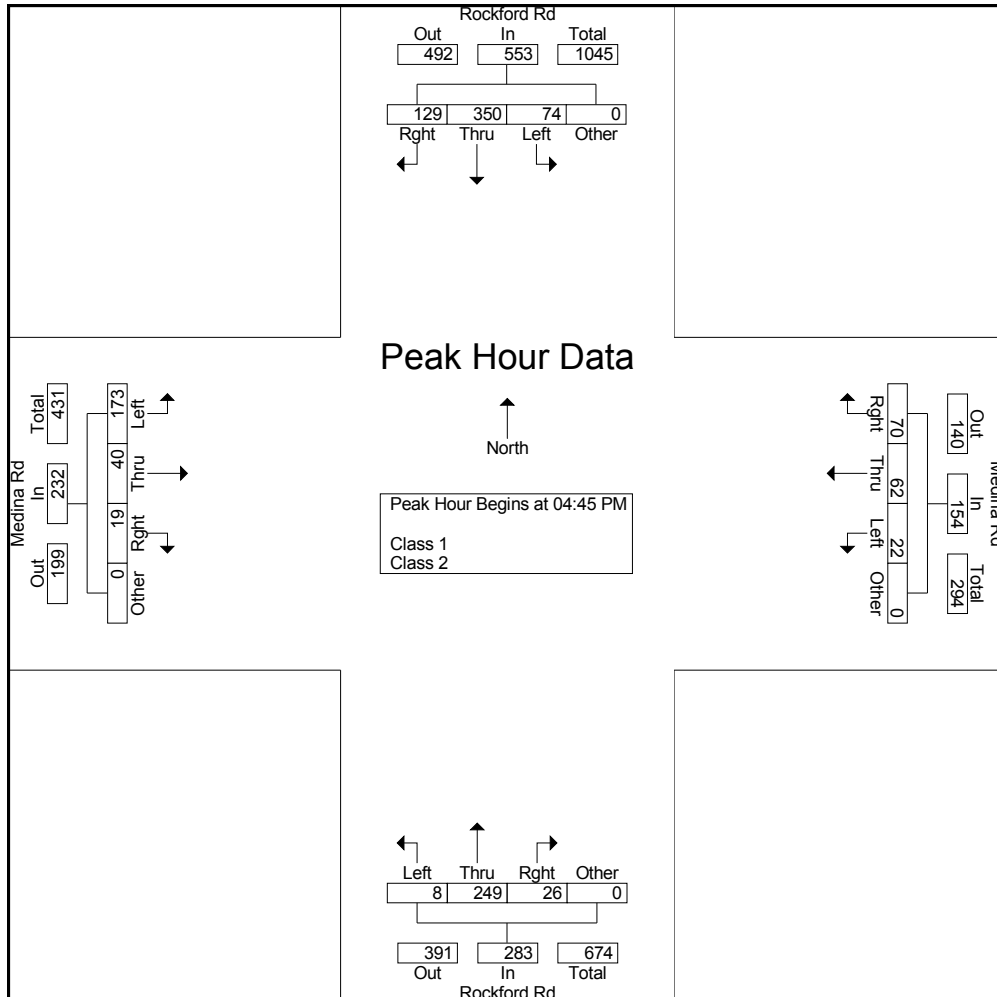 Rockford Rd
Out In Total
492 553 1045
129 350 74 0
Rght Thru Left Other
Peak Hour Data
North
Peak Hour Begins at 04:45 PM
Class 1
Class 2
Medina Rd
Total In Out
431 232 199
173 40 19 0
Left Thru Rght Other
Rght Thru Left Other
70 62 22 0
Out In Total
140 154 294
Medina Rd
Left Thru Rght Other
8 249 26 0
391 283 674
Out In Total
Rockford Rd